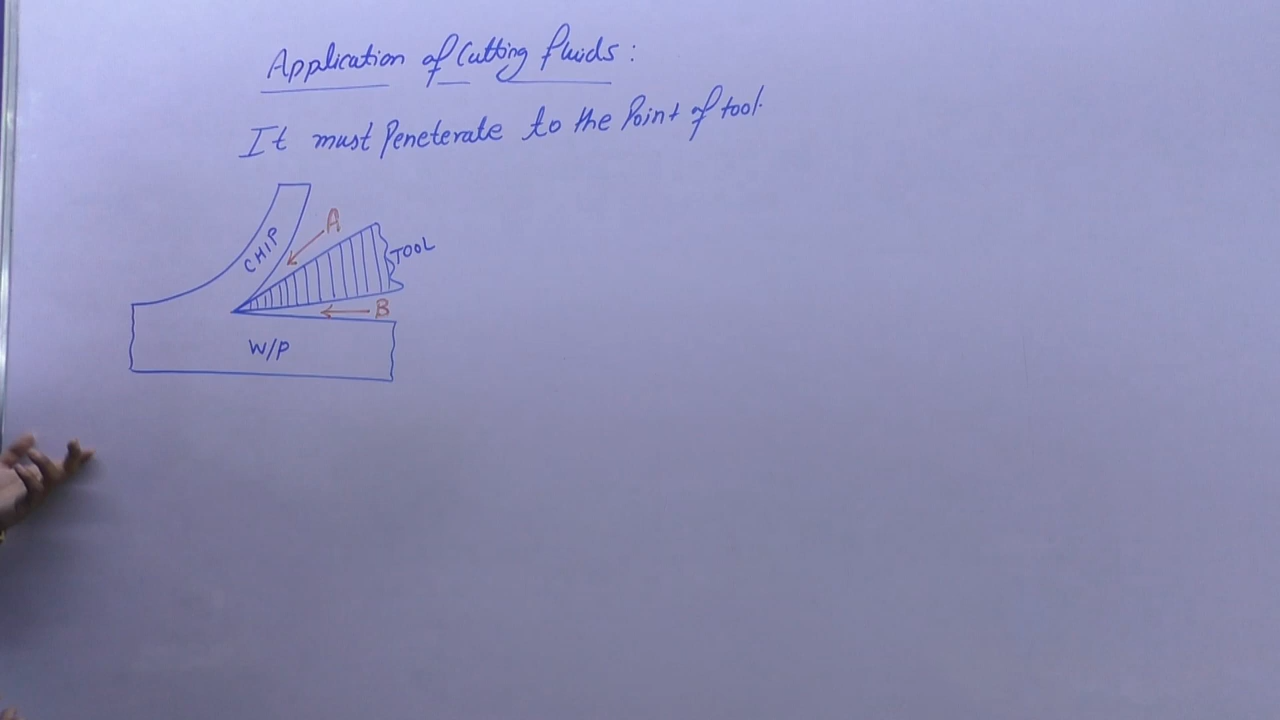 Application of Cutting fluids :
It must Peneterate to the Point of tool.
A
CHIP
TOOL
B
W/P